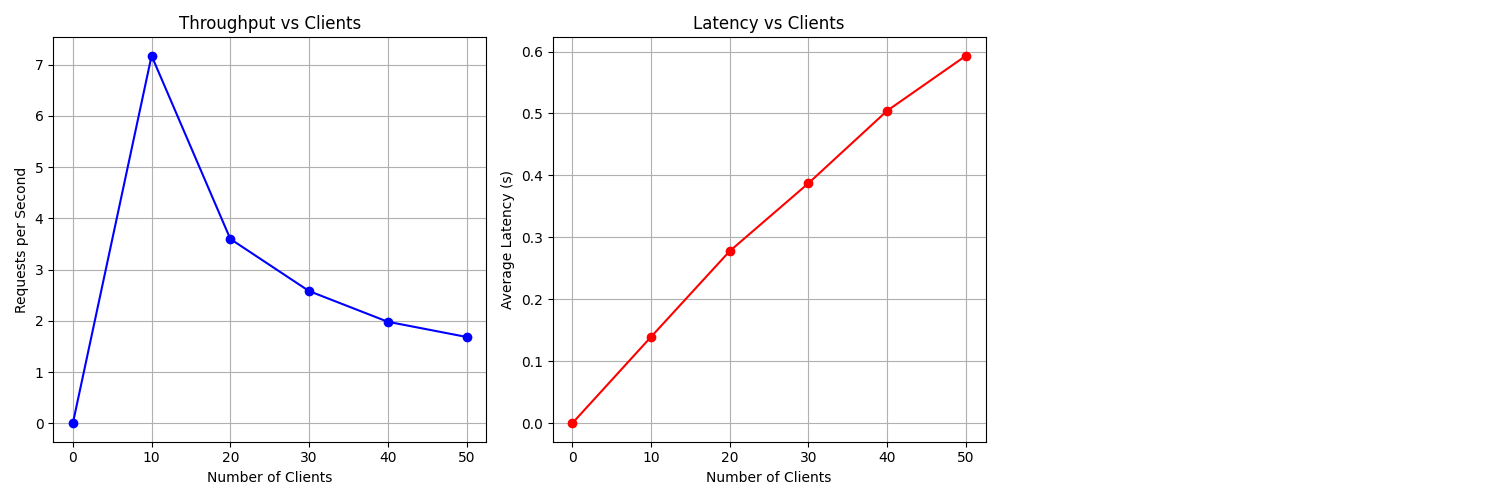 Throughput vs Clients
Requests per Second
7
6
5
4
3
2
1
0
0 10 20 30 40 50
Number of Clients
Latency vs Clients
Average Latency (s)
0.6
0.5
0.4
0.3
0.2
0.1
0.0
0 10 20 30 40 50
Number of Clients